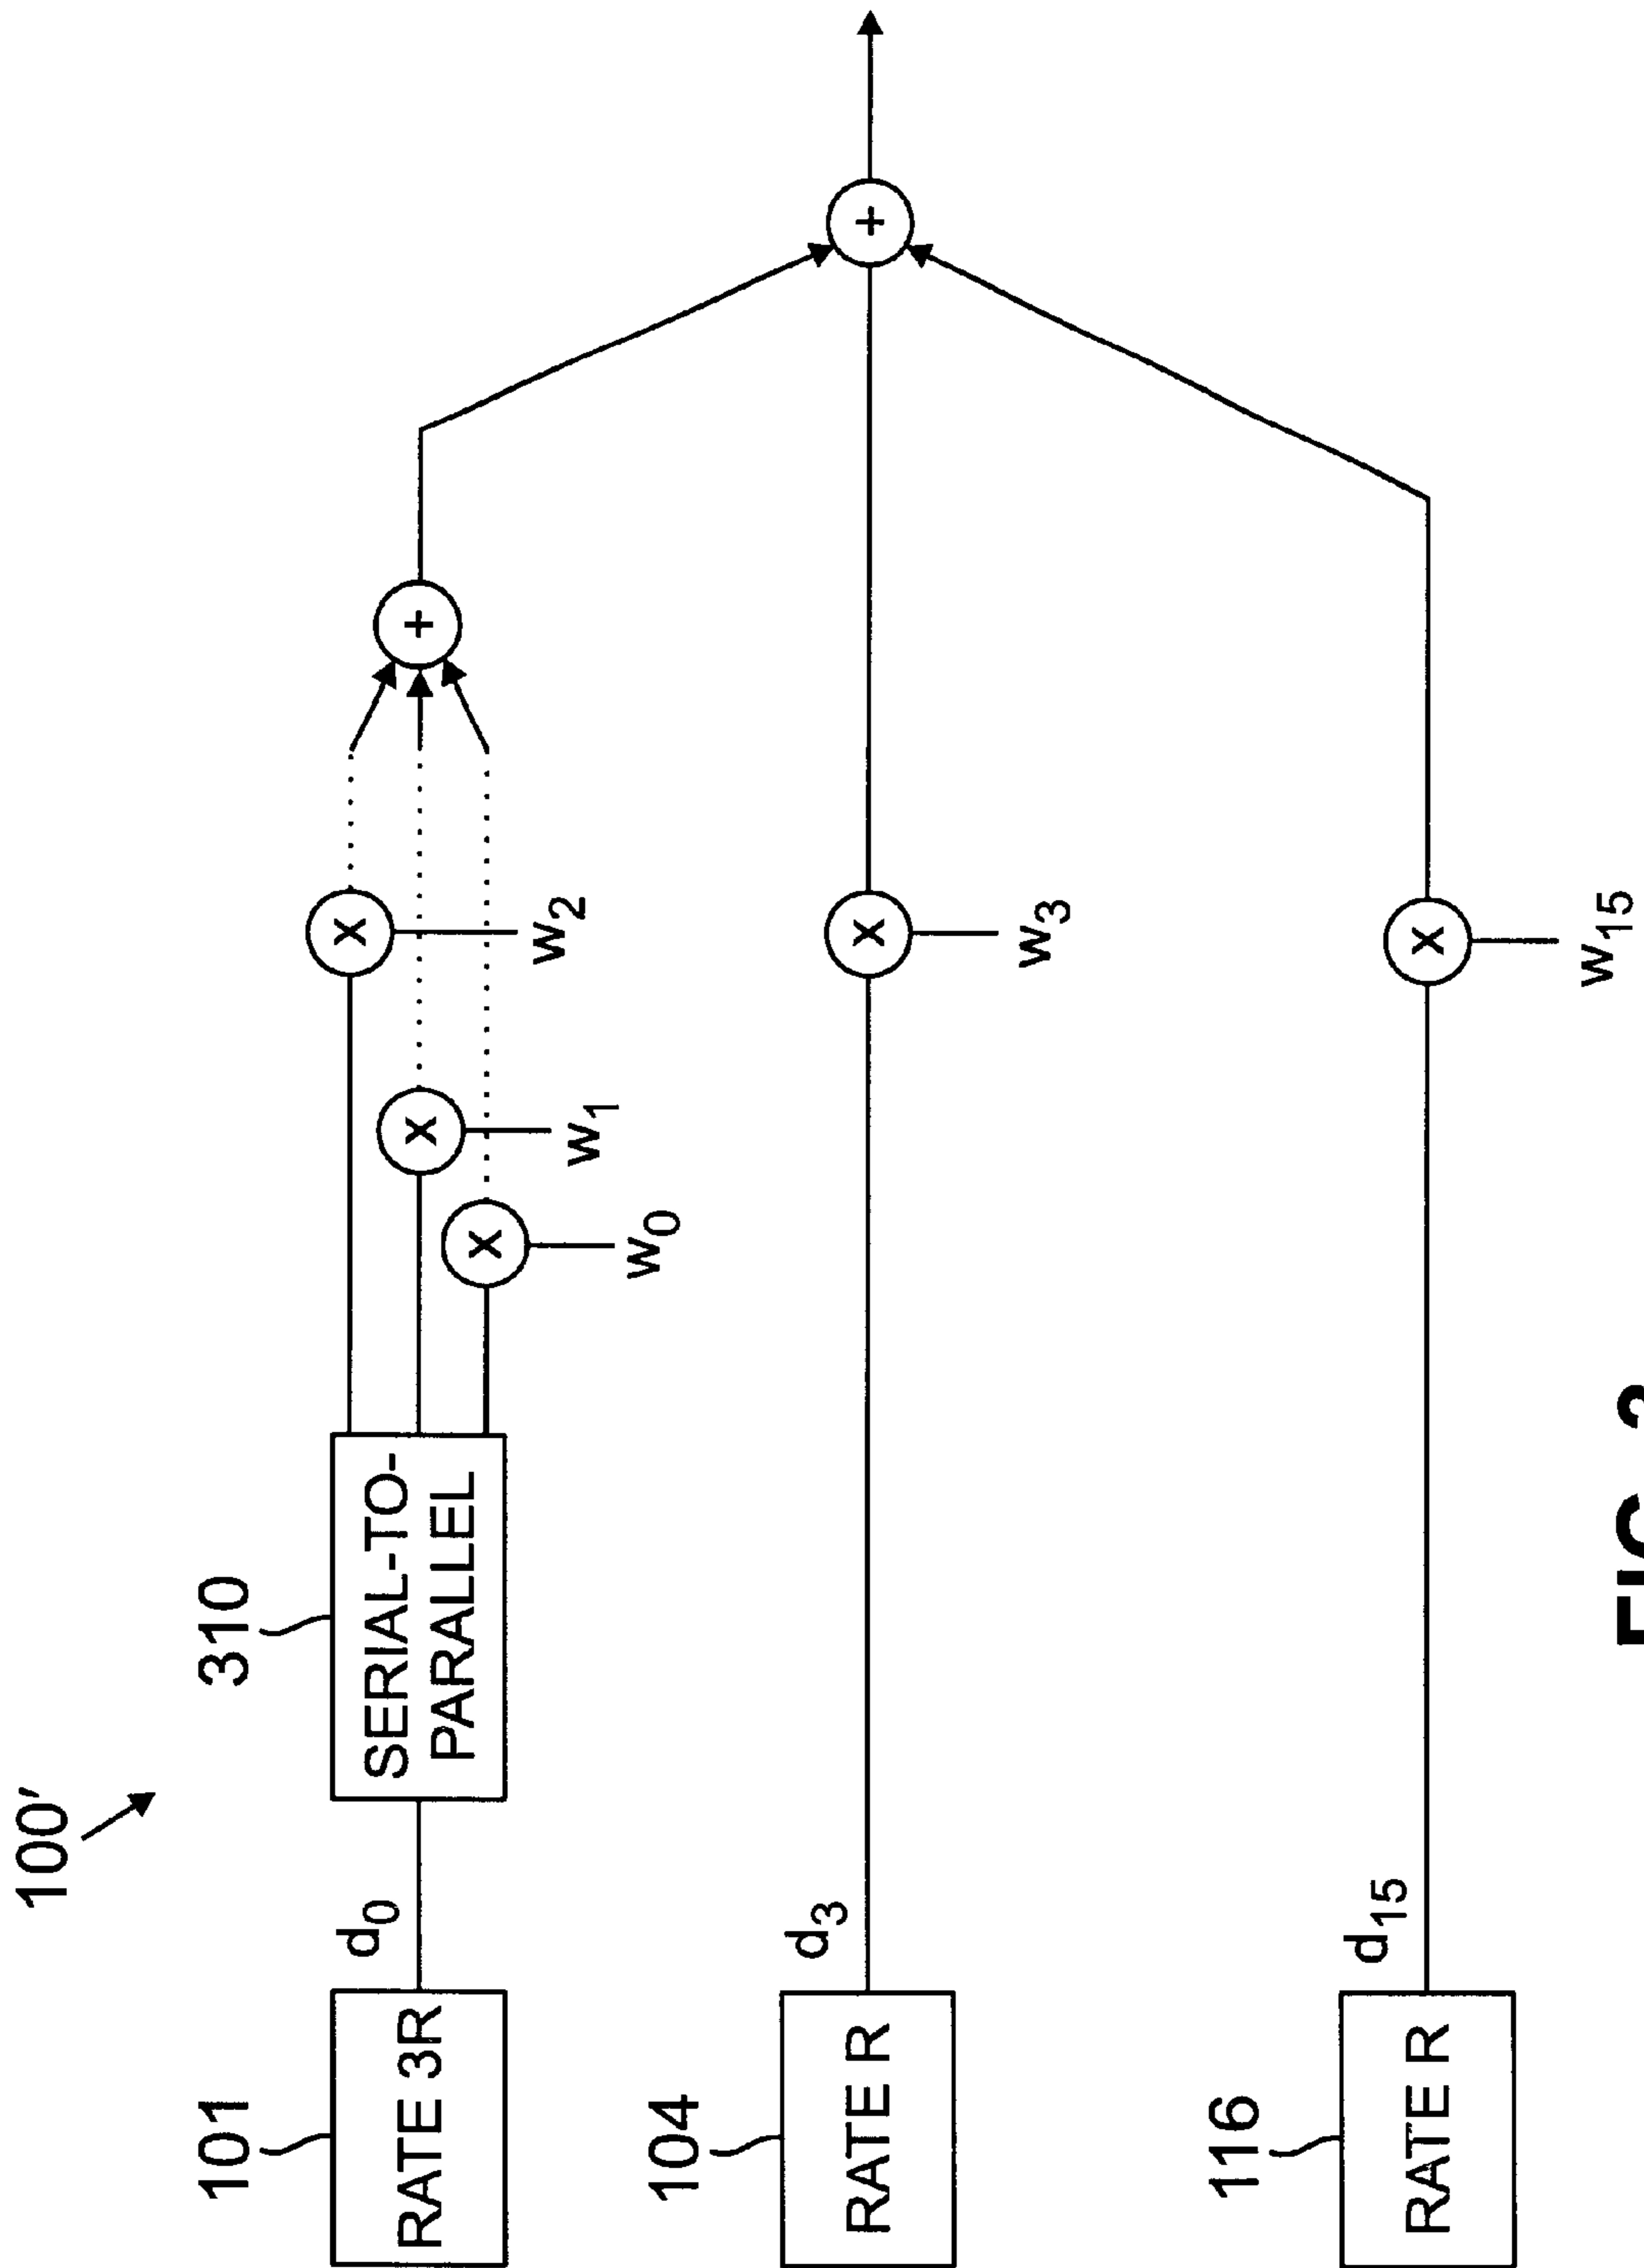 100'
101
RATE 3R
d0
310
SERIAL-TO-
PARALLEL
w0
w1
w2
x
x
x
+
104
RATE R
d3
x
w3
+
116
RATE R
d15
x
w15
FIG.